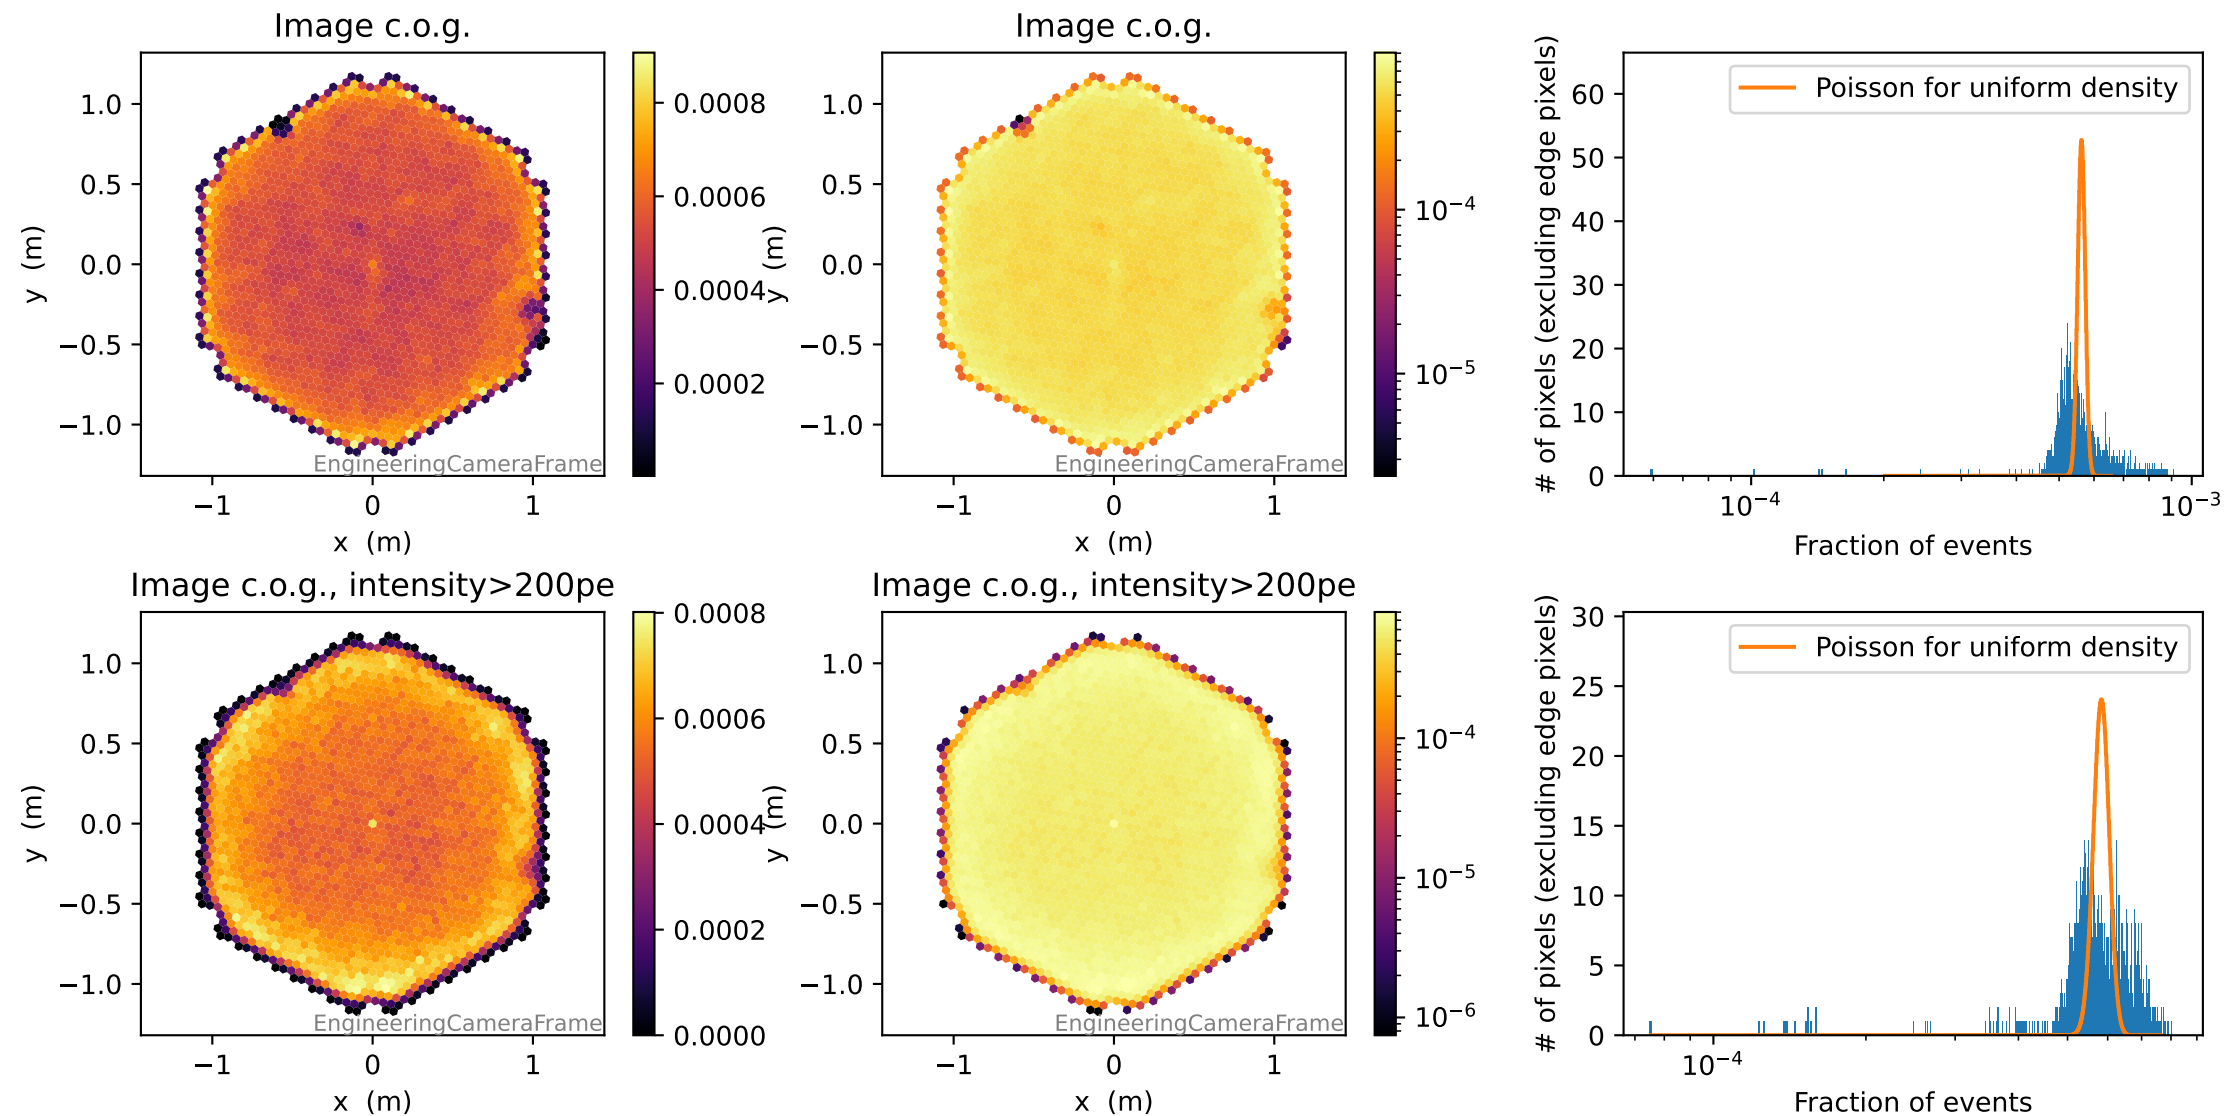 Image c.o.g.
y (m)
1.0
0.5
0.0
−0.5
−1.0
−1 0 1
x (m)
EngineeringCameraFrame
0.0008
0.0006
0.0004
0.0002
Image c.o.g.
y (m)
1.0
0.5
0.0
−0.5
−1.0
−1 0 1
x (m)
EngineeringCameraFrame
10⁻⁴
10⁻⁵
# of pixels (excluding edge pixels)
60
50
40
30
20
10
0
Poisson for uniform density
10⁻⁴ 10⁻³
Fraction of events
Image c.o.g., intensity>200pe
y (m)
1.0
0.5
0.0
−0.5
−1.0
−1 0 1
x (m)
EngineeringCameraFrame
0.0008
0.0006
0.0004
0.0002
0.0000
Image c.o.g., intensity>200pe
y (m)
1.0
0.5
0.0
−0.5
−1.0
−1 0 1
x (m)
EngineeringCameraFrame
10⁻⁴
10⁻⁵
10⁻⁶
# of pixels (excluding edge pixels)
30
25
20
15
10
5
0
Poisson for uniform density
10⁻⁴
Fraction of events